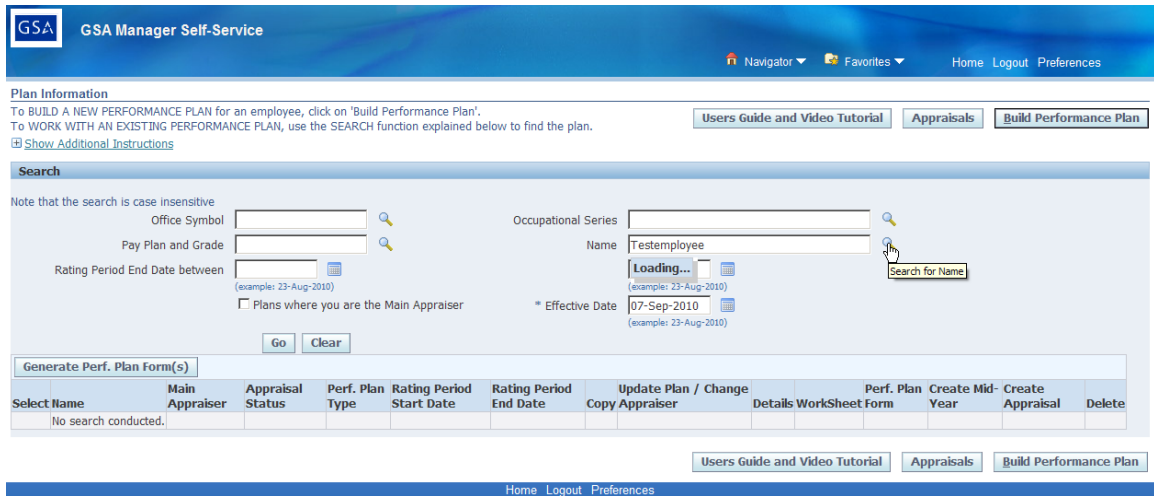 GSA
GSA Manager Self-Service
Navigator Favorites Home Logout Preferences
Plan Information
To BUILD A NEW PERFORMANCE PLAN for an employee, click on 'Build Performance Plan'.
To WORK WITH AN EXISTING PERFORMANCE PLAN, use the SEARCH function explained below to find the plan.
Users Guide and Video Tutorial Appraisals Build Performance Plan
Show Additional Instructions
Search
Note that the search is case insensitive
Office Symbol Occupational Series
Pay Plan and Grade Name Testemployee
Rating Period End Date between Loading... Search for Name
(example: 23-Aug-2010) (example: 23-Aug-2010)
Plans where you are the Main Appraiser * Effective Date 07-Sep-2010
(example: 23-Aug-2010)
Go Clear
Generate Perf. Plan Form(s)
Main Appraisal Perf. Plan Rating Period Rating Period Update Plan / Change Perf. Plan Create Mid- Create
Select Name Appraiser Status Type Start Date End Date Copy Appraiser Details WorkSheet Form Year Appraisal Delete
No search conducted.
Users Guide and Video Tutorial Appraisals Build Performance Plan
Home Logout Preferences